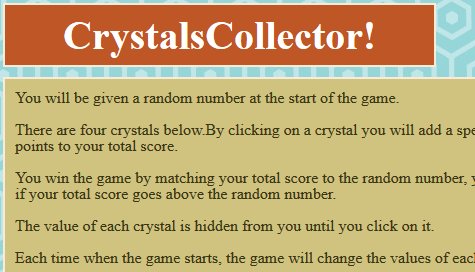 CrystalsCollector!
You will be given a random number at the start of the game.
There are four crystals below.By clicking on a crystal you will add a spe
points to your total score.
You win the game by matching your total score to the random number, y
if your total score goes above the random number.
The value of each crystal is hidden from you until you click on it.
Each time when the game starts, the game will change the values of eac